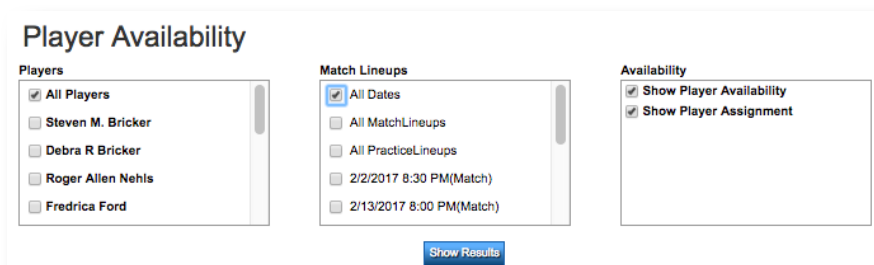 Player Availability
Players
All Players
Steven M. Bricker
Debra R Bricker
Roger Allen Nehls
Fredrica Ford
Match Lineups
All Dates
All MatchLineups
All PracticeLineups
2/2/2017 8:30 PM(Match)
2/13/2017 8:00 PM(Match)
Availability
Show Player Availability
Show Player Assignment
Show Results